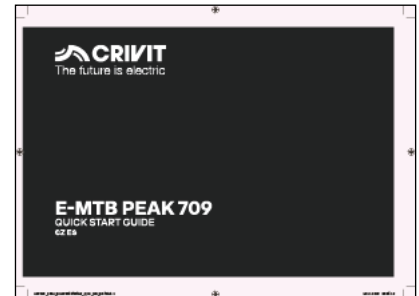 CRIVIT
The future is electric
E-MTB PEAK 709
QUICK START GUIDE
CZ ES